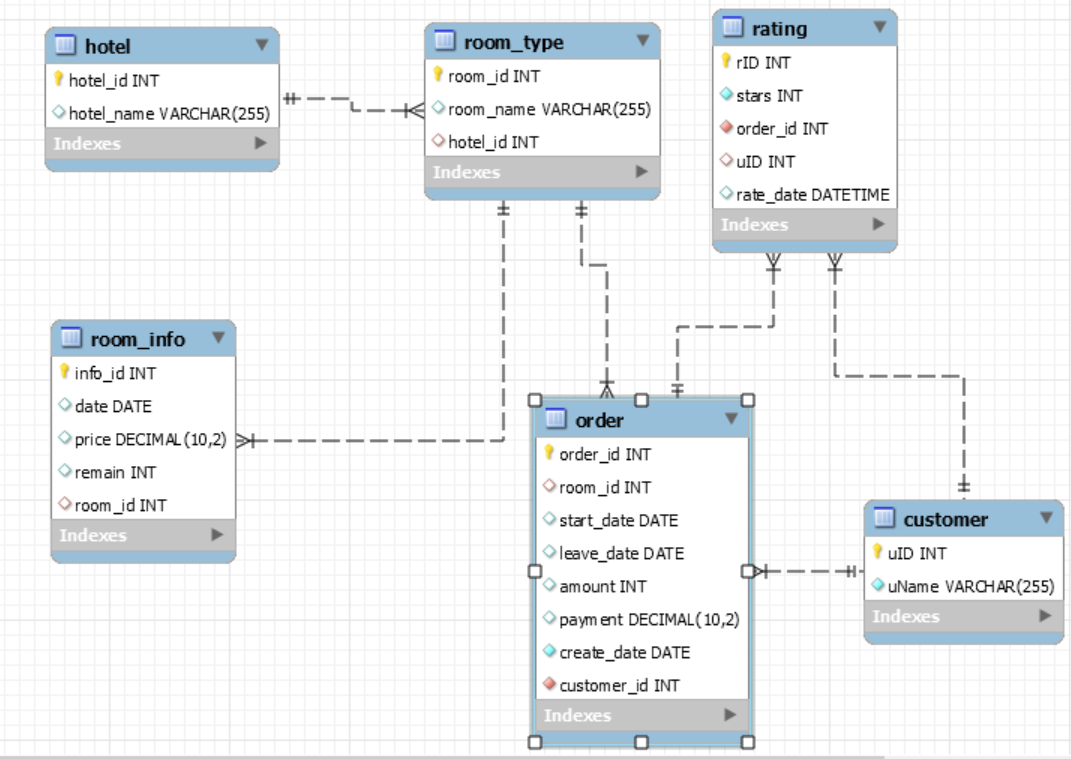 hotel
hotel_id INT
hotel_name VARCHAR(255)
Indexes
room_type
room_id INT
room_name VARCHAR(255)
hotel_id INT
Indexes
rating
rID INT
stars INT
order_id INT
uID INT
rate_date DATETIME
Indexes
room_info
info_id INT
date DATE
price DECIMAL(10,2)
remain INT
room_id INT
Indexes
order
order_id INT
room_id INT
start_date DATE
leave_date DATE
amount INT
payment DECIMAL(10,2)
create_date DATE
customer_id INT
Indexes
customer
uID INT
uName VARCHAR(255)
Indexes